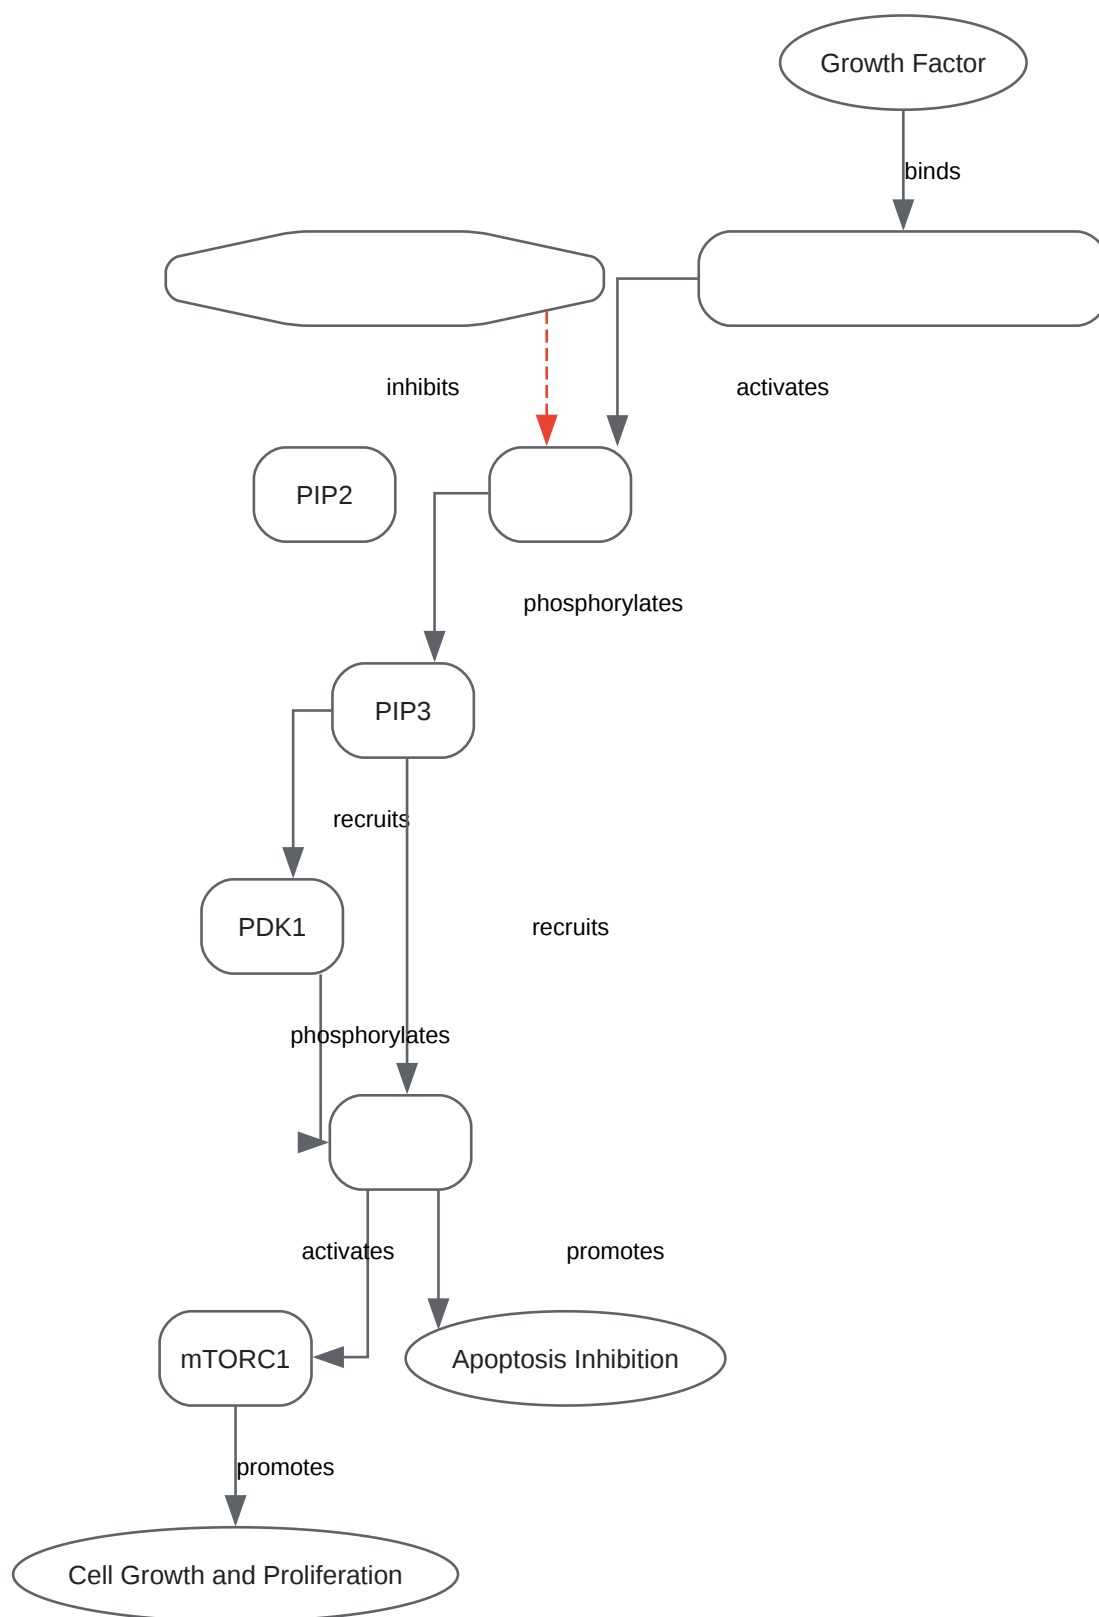 Growth Factor
binds
inhibits
activates
PIP2
phosphorylates
PIP3
recruits
PDK1
recruits
phosphorylates
activates
promotes
mTORC1
Apoptosis Inhibition
promotes
Cell Growth and Proliferation